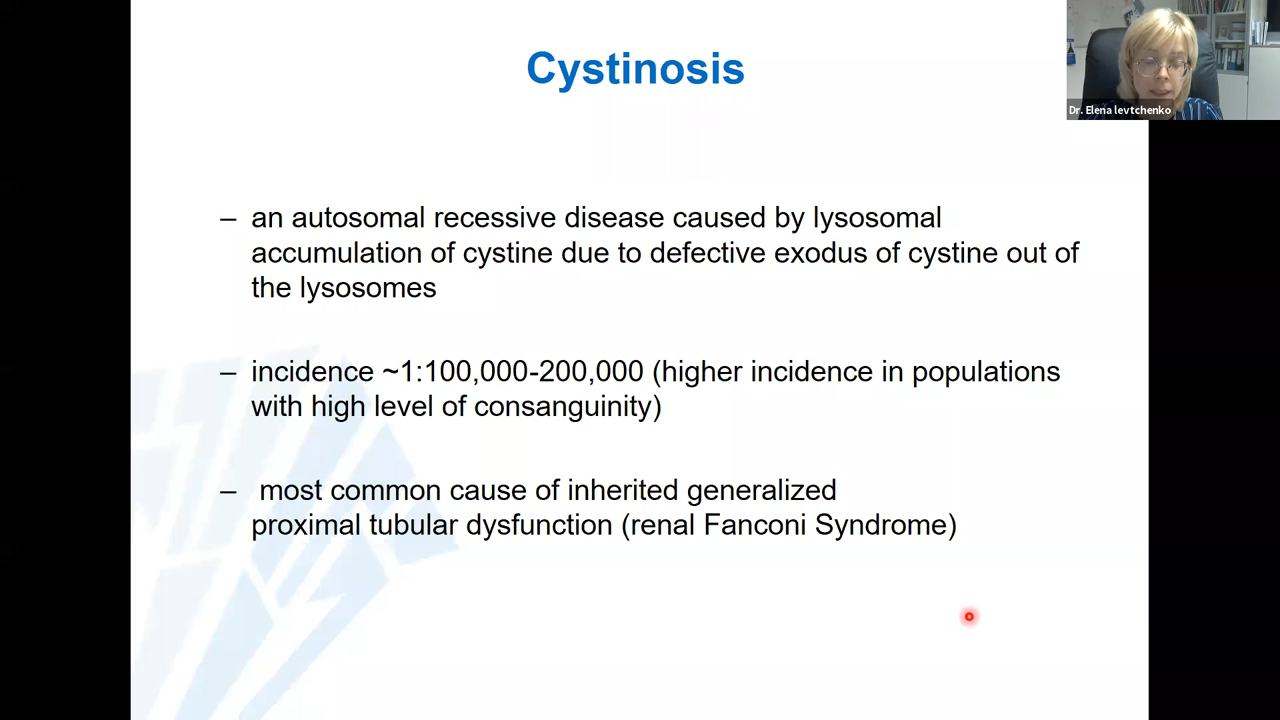 Cystinosis
Dr. Elena levtchenko
– an autosomal recessive disease caused by lysosomal
accumulation of cystine due to defective exodus of cystine out of
the lysosomes
– incidence ~1:100,000-200,000 (higher incidence in populations
with high level of consanguinity)
– most common cause of inherited generalized
proximal tubular dysfunction (renal Fanconi Syndrome)